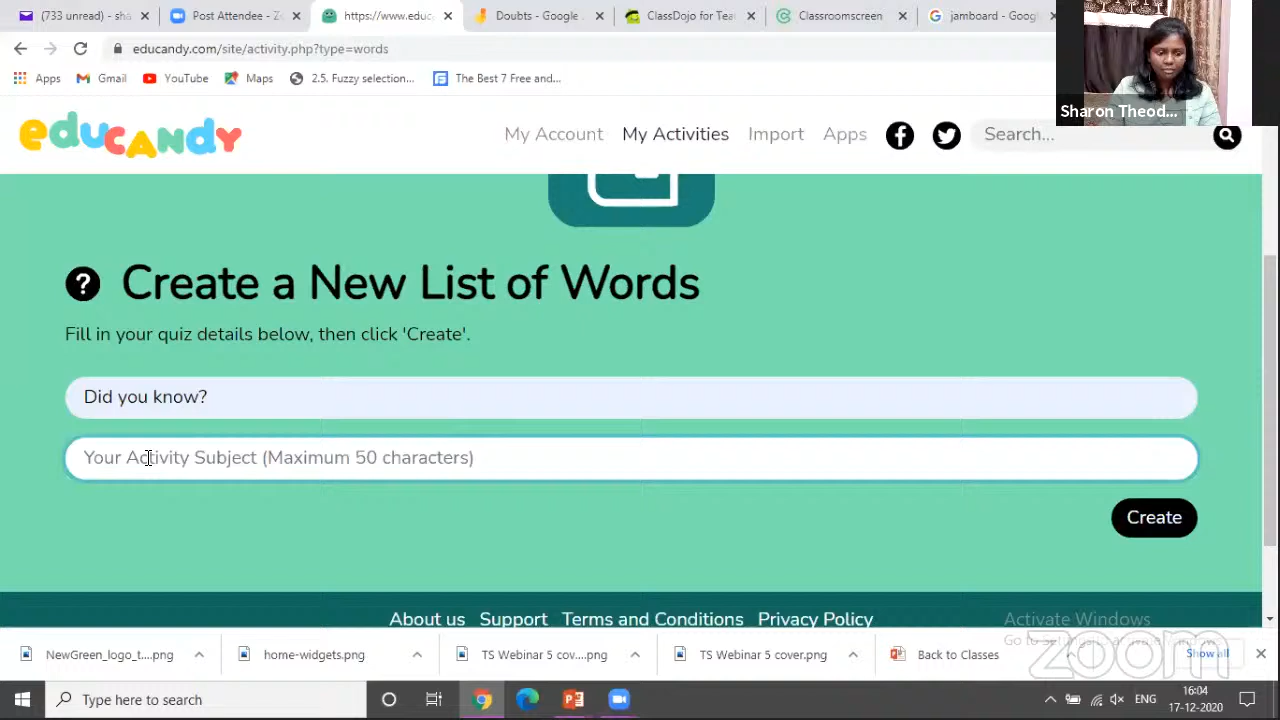 (733 unread) - sha
Post Attendee - Zo
https://www.educ
Doubts - Google
ClassDojo for Tea
Classroomscreen
jamboard - Googl
educandy.com/site/activity.php?type=words
Apps
Gmail
YouTube
Maps
2.5. Fuzzy selection...
The Best 7 Free and...
Sharon Theod...
educandy
My Account
My Activities
Import
Apps
Search...
? Create a New List of Words
Fill in your quiz details below, then click 'Create'.
Did you know?
Your Activity Subject (Maximum 50 characters)
Create
About us
Support
Terms and Conditions
Privacy Policy
Activate Windows
NewGreen_logo_t....png
home-widgets.png
TS Webinar 5 cov....png
TS Webinar 5 cover.png
Back to Classes
Show all
zoom
Type here to search
ENG
16:04
17-12-2020